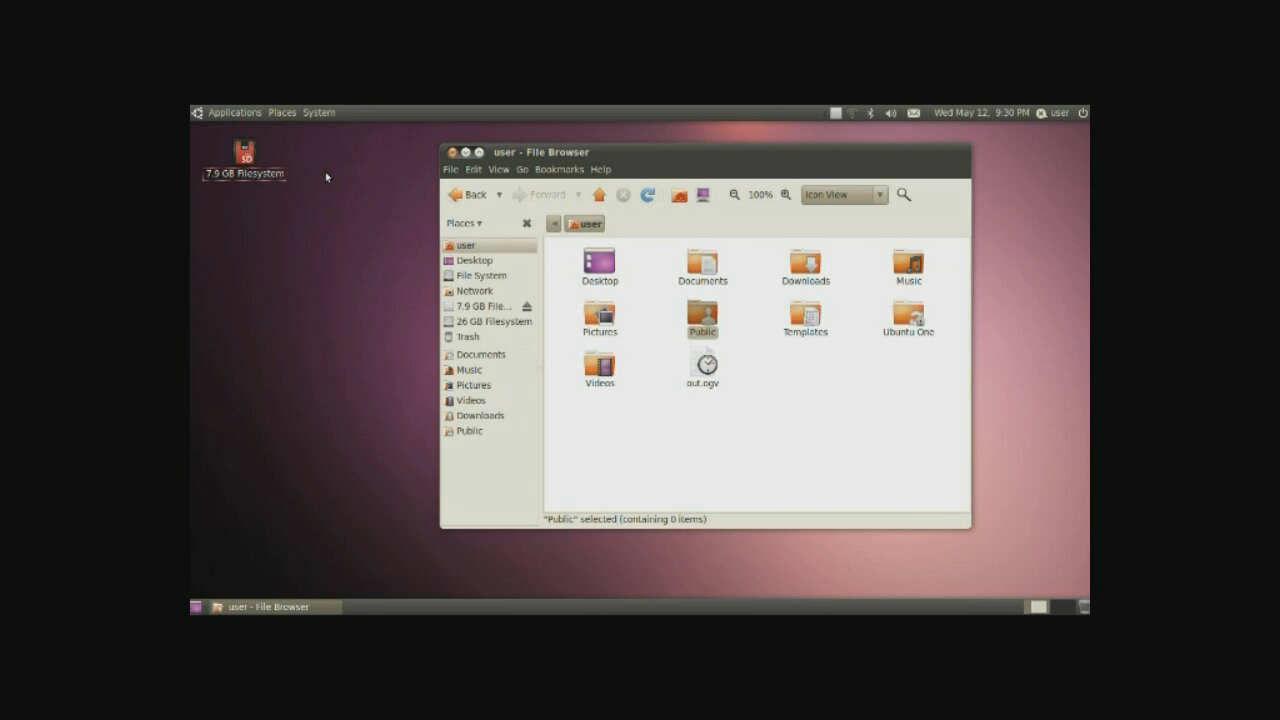 Applications Places System
Wed May 12, 9:30 PM user
SD
7.9 GB Filesystem
user - File Browser
File Edit View Go Bookmarks Help
Back Forward 100% Icon View
Places user
user
Desktop
File System
Network
7.9 GB File...
26 GB Filesystem
Trash
Documents
Music
Pictures
Videos
Downloads
Public
Desktop Documents Downloads Music
Pictures Public Templates Ubuntu One
Videos out.ogv
"Public" selected (containing 0 items)
user - File Browser